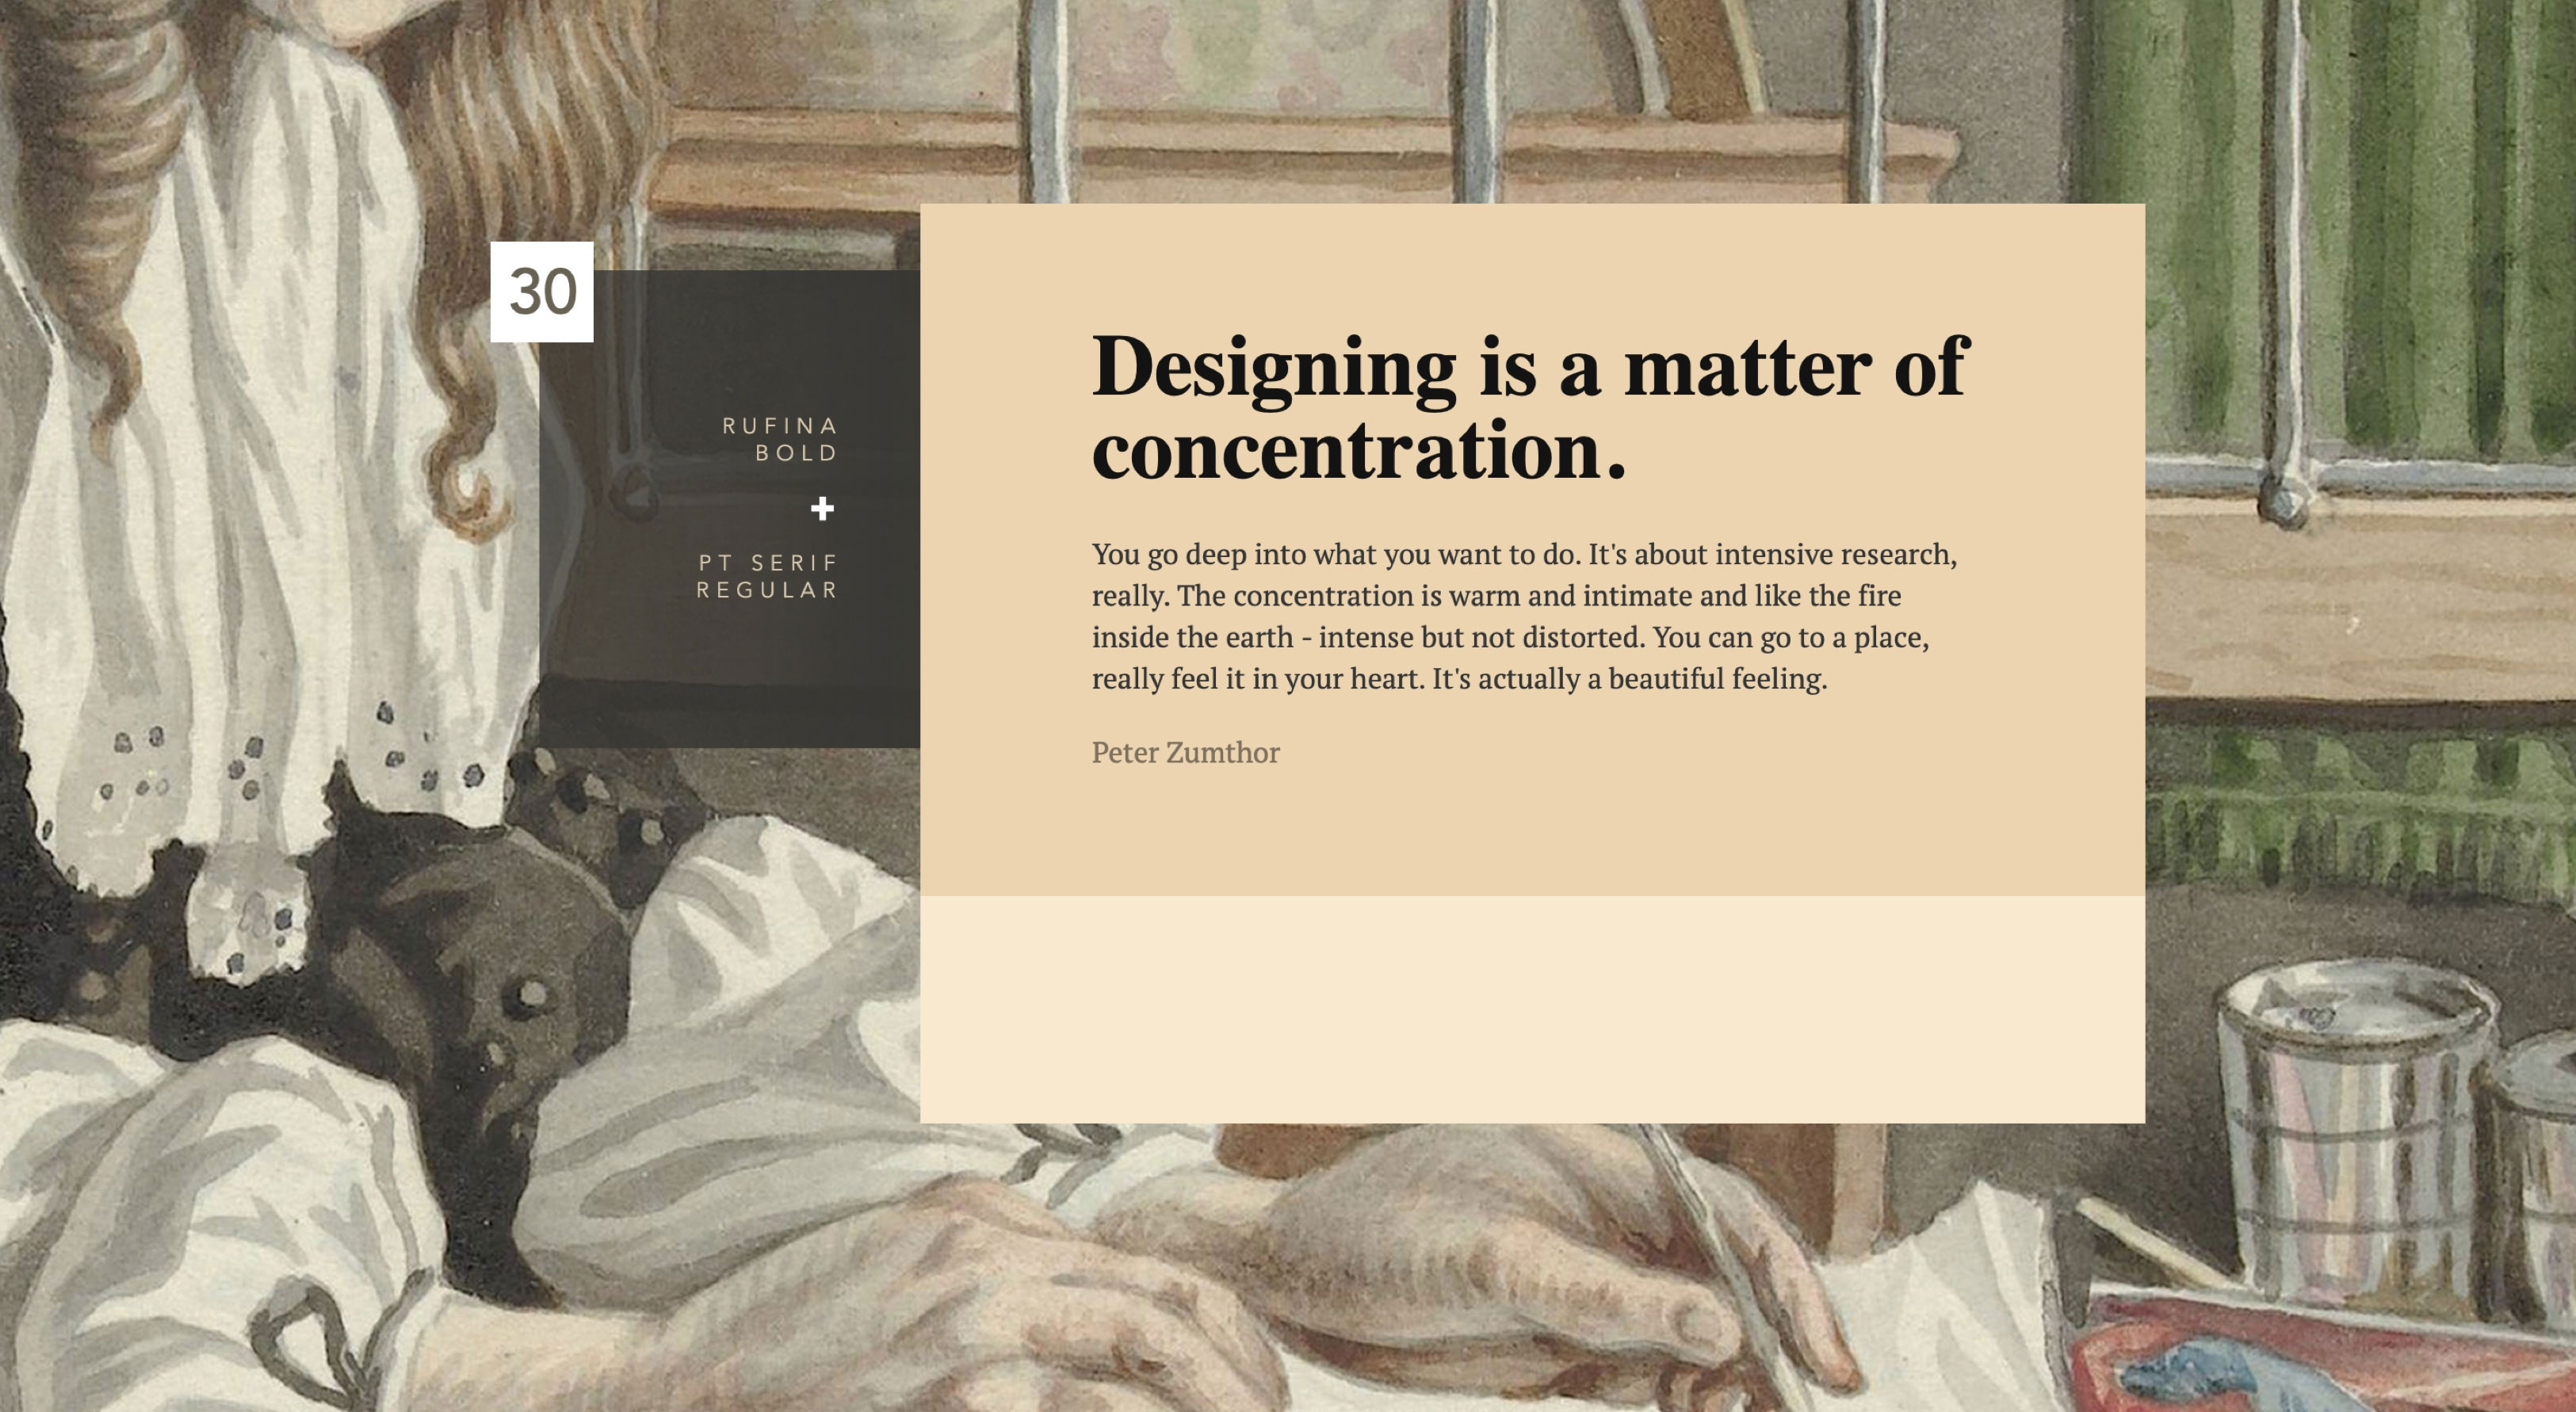 30
RUFINA
BOLD
+
PT SERIF
REGULAR
Designing is a matter of
concentration.
You go deep into what you want to do. It's about intensive research,
really. The concentration is warm and intimate and like the fire
inside the earth - intense but not distorted. You can go to a place,
really feel it in your heart. It's actually a beautiful feeling.
Peter Zumthor